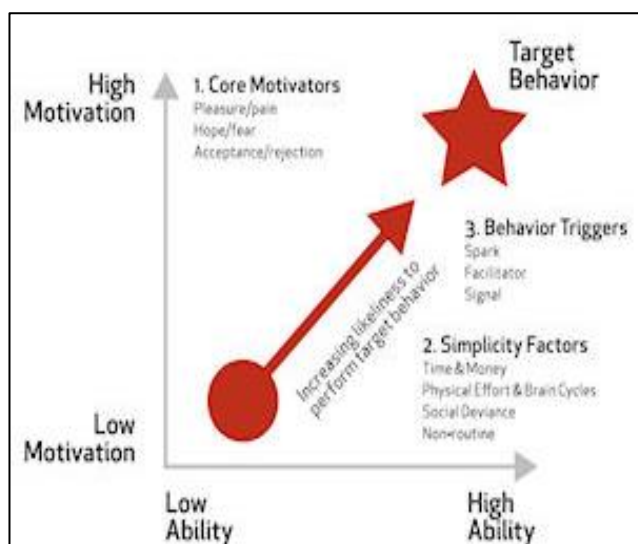 Target
Behavior
High
Motivation
1. Core Motivators
Pleasure/pain
Hope/fear
Acceptance/rejection
3. Behavior Triggers
Spark
Facilitator
Signal
Increasing likeliness to
perform target behavior
2. Simplicity Factors
Time & Money
Physical Effort & Brain Cycles
Social Deviance
Non-routine
Low
Motivation
Low
Ability
High
Ability